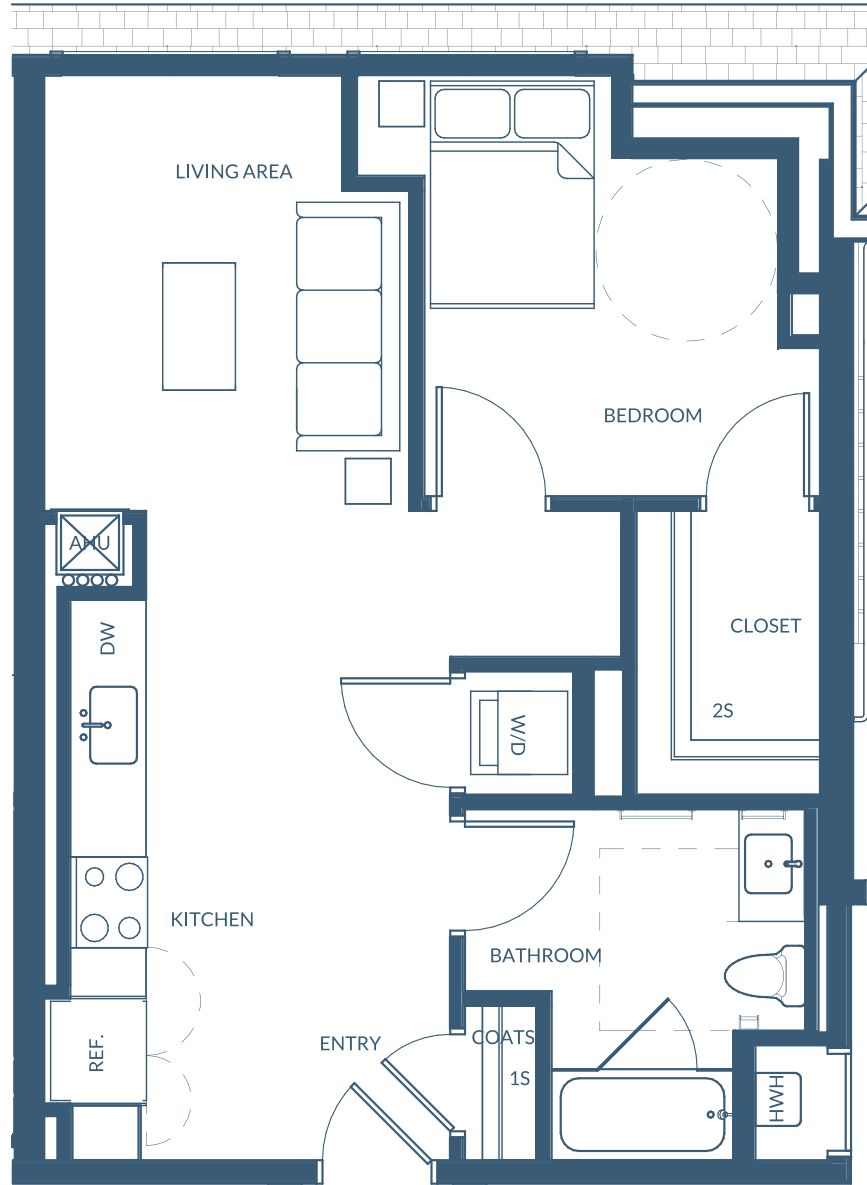 LIVING AREA
BEDROOM
AHU
DW
CLOSET
2S
W/D
KITCHEN
BATHROOM
ENTRY
COATS
1S
REF.
HWH